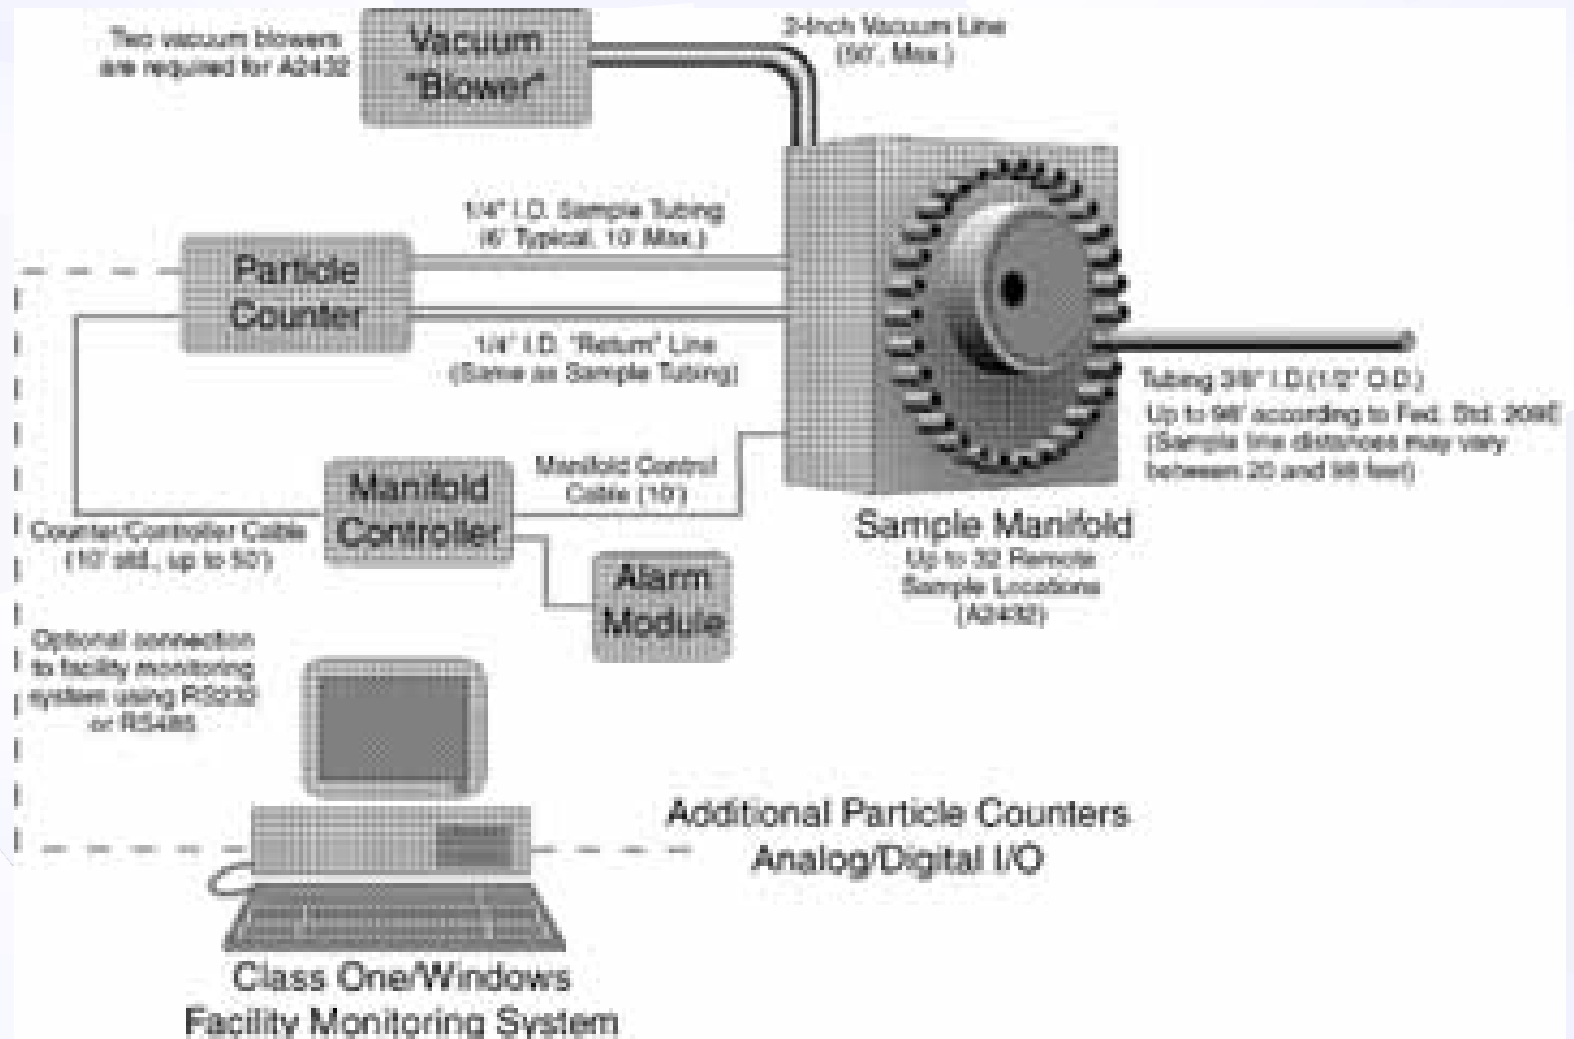 Two vacuum blowers
are required for A2432
Vacuum
"Blower"
2-Inch Vacuum Line
(50', Max.)
1/4" I.D. Sample Tubing
(6' Typical, 10' Max.)
Particle
Counter
1/4" I.D. "Return" Line
(Same as Sample Tubing)
Tubing 3/8" I.D.(1/2" O.D.)
Up to 98' according to Fed. Std. 209E
(Sample line distances may vary
between 20 and 98 feet)
Manifold Control
Cable (10')
Manifold
Controller
Counter/Controller Cable
(10' std., up to 50')
Sample Manifold
Up to 32 Remote
Sample Locations
(A2432)
Alarm
Module
Optional connection
to facility monitoring
system using RS232
or RS485
Additional Particle Counters
Analog/Digital I/O
Class One/Windows
Facility Monitoring System